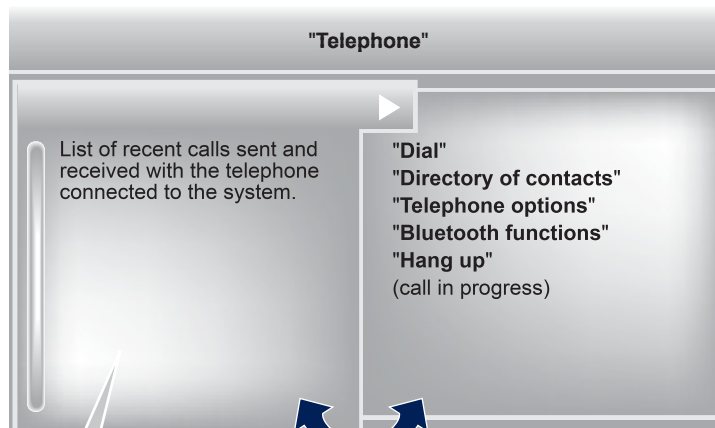 "Telephone"
List of recent calls sent and
received with the telephone
connected to the system.
"Dial"
"Directory of contacts"
"Telephone options"
"Bluetooth functions"
"Hang up"
(call in progress)